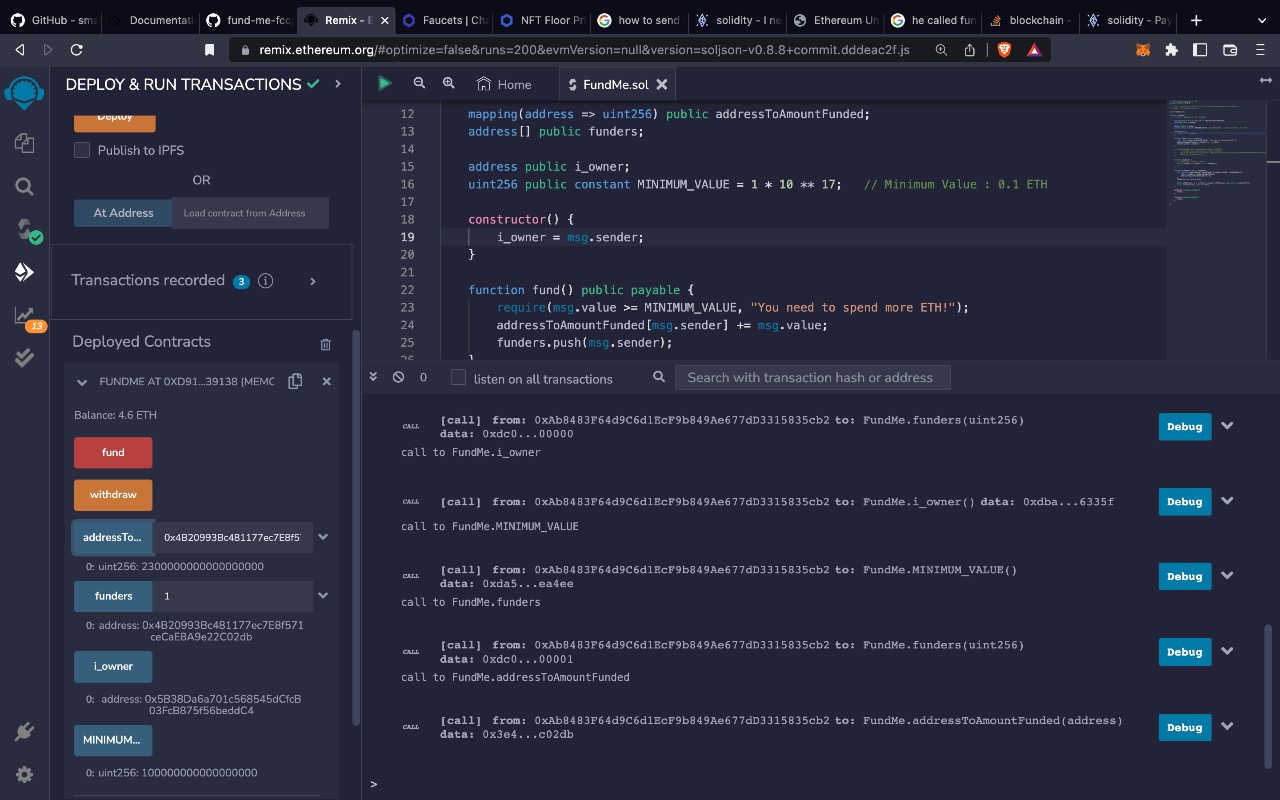 GitHub - sma
Documentati
fund-me-fcc
Remix - E
Faucets | Cha
NFT Floor Pri
how to send
solidity - I ne
Ethereum Un
he called fun
blockchain -
solidity - Pay
remix.ethereum.org/#optimize=false&runs=200&evmVersion=null&version=soljson-v0.8.8+commit.dddeac2f.js
DEPLOY & RUN TRANSACTIONS
Deploy
Publish to IPFS
OR
At Address
Load contract from Address
Transactions recorded 3 i
13
Deployed Contracts
FUNDME AT 0XD91...39138 (MEMO
Balance: 4.6 ETH
fund
withdraw
addressTo...
0x4B20993Bc481177ec7E8f5
0: uint256: 2300000000000000000
funders
1
0: address: 0x4B20993Bc481177ec7E8f571
ceCaE8A9e22C02db
i_owner
0: address: 0x5B38Da6a701c568545dCfcB
03FcB875f56beddC4
MINIMUM...
0: uint256: 100000000000000000
Home
FundMe.sol
12 mapping(address => uint256) public addressToAmountFunded;
13 address[] public funders;
14
15 address public i_owner;
16 uint256 public constant MINIMUM_VALUE = 1 * 10 ** 17; // Minimum Value : 0.1 ETH
17
18 constructor() {
19 i_owner = msg.sender;
20 }
21
22 function fund() public payable {
23 require(msg.value >= MINIMUM_VALUE, "You need to spend more ETH!");
24 addressToAmountFunded[msg.sender] += msg.value;
25 funders.push(msg.sender);
26 }
0
listen on all transactions
Search with transaction hash or address
CALL [call] from: 0xAb8483F64d9C6d1EcF9b849Ae677dD3315835cb2 to: FundMe.funders(uint256)
data: 0xdc0...00000
Debug
call to FundMe.i_owner
CALL [call] from: 0xAb8483F64d9C6d1EcF9b849Ae677dD3315835cb2 to: FundMe.i_owner() data: 0xdba...6335f
Debug
call to FundMe.MINIMUM_VALUE
CALL [call] from: 0xAb8483F64d9C6d1EcF9b849Ae677dD3315835cb2 to: FundMe.MINIMUM_VALUE()
data: 0xda5...ea4ee
Debug
call to FundMe.funders
CALL [call] from: 0xAb8483F64d9C6d1EcF9b849Ae677dD3315835cb2 to: FundMe.funders(uint256)
data: 0xdc0...00001
Debug
call to FundMe.addressToAmountFunded
CALL [call] from: 0xAb8483F64d9C6d1EcF9b849Ae677dD3315835cb2 to: FundMe.addressToAmountFunded(address)
data: 0x3e4...c02db
Debug
>